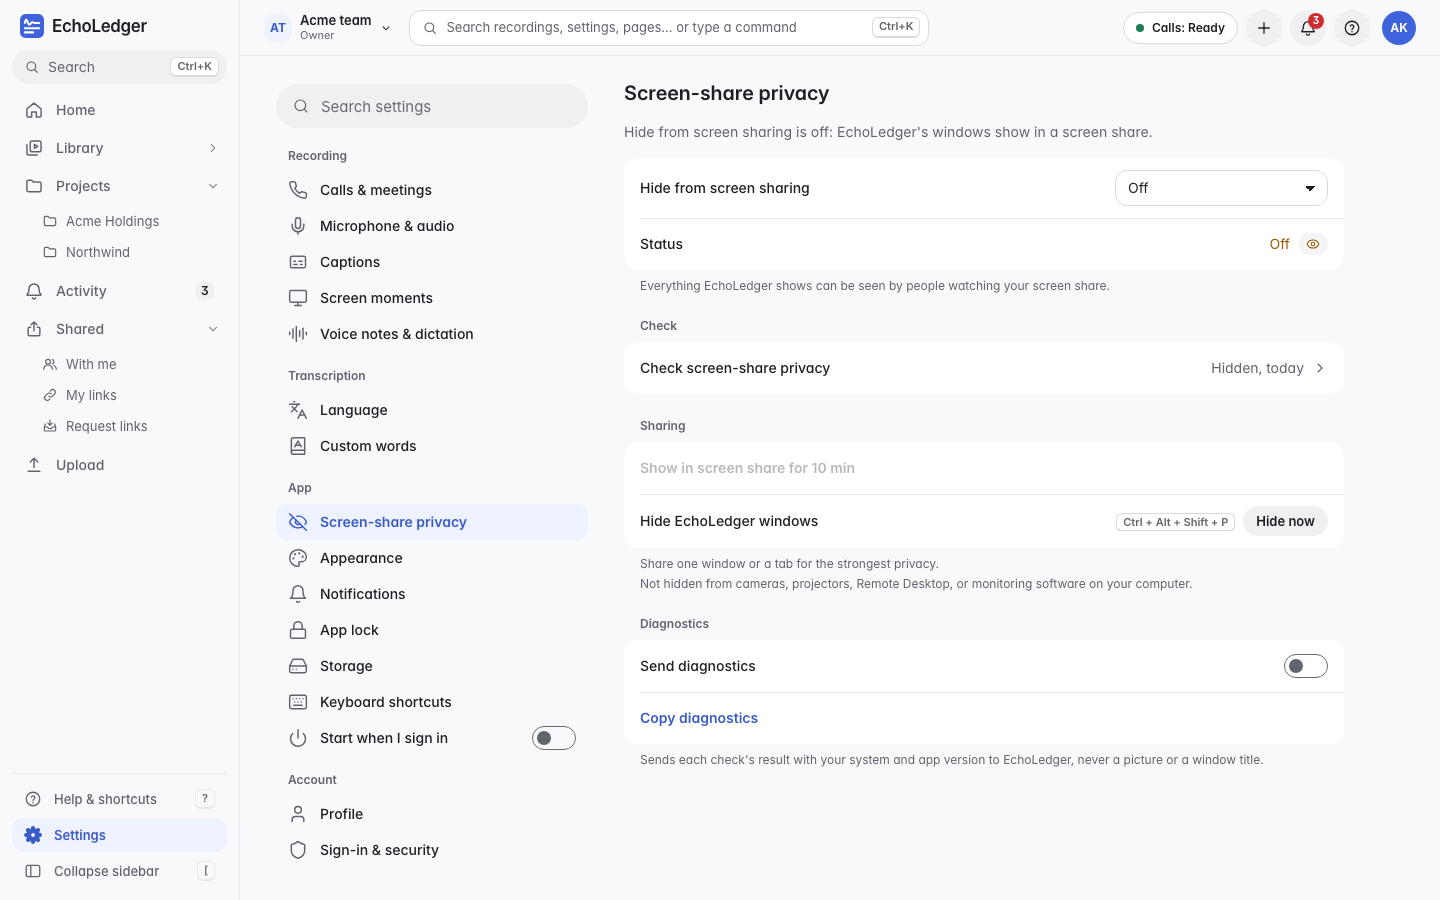 EchoLedger
Search
Ctrl+K
Home
Library
Projects
Acme Holdings
Northwind
Activity
3
Shared
With me
My links
Request links
Upload
Help & shortcuts
?
Settings
Collapse sidebar
[
AT
Acme team
Owner
Search recordings, settings, pages... or type a command
Ctrl+K
Calls: Ready
3
AK
Search settings
Recording
Calls & meetings
Microphone & audio
Captions
Screen moments
Voice notes & dictation
Transcription
Language
Custom words
App
Screen-share privacy
Appearance
Notifications
App lock
Storage
Keyboard shortcuts
Start when I sign in
Account
Profile
Sign-in & security
Screen-share privacy
Hide from screen sharing is off: EchoLedger's windows show in a screen share.
Hide from screen sharing
Off
Status
Off
Everything EchoLedger shows can be seen by people watching your screen share.
Check
Check screen-share privacy
Hidden, today
Sharing
Show in screen share for 10 min
Hide EchoLedger windows
Ctrl + Alt + Shift + P
Hide now
Share one window or a tab for the strongest privacy.
Not hidden from cameras, projectors, Remote Desktop, or monitoring software on your computer.
Diagnostics
Send diagnostics
Copy diagnostics
Sends each check's result with your system and app version to EchoLedger, never a picture or a window title.